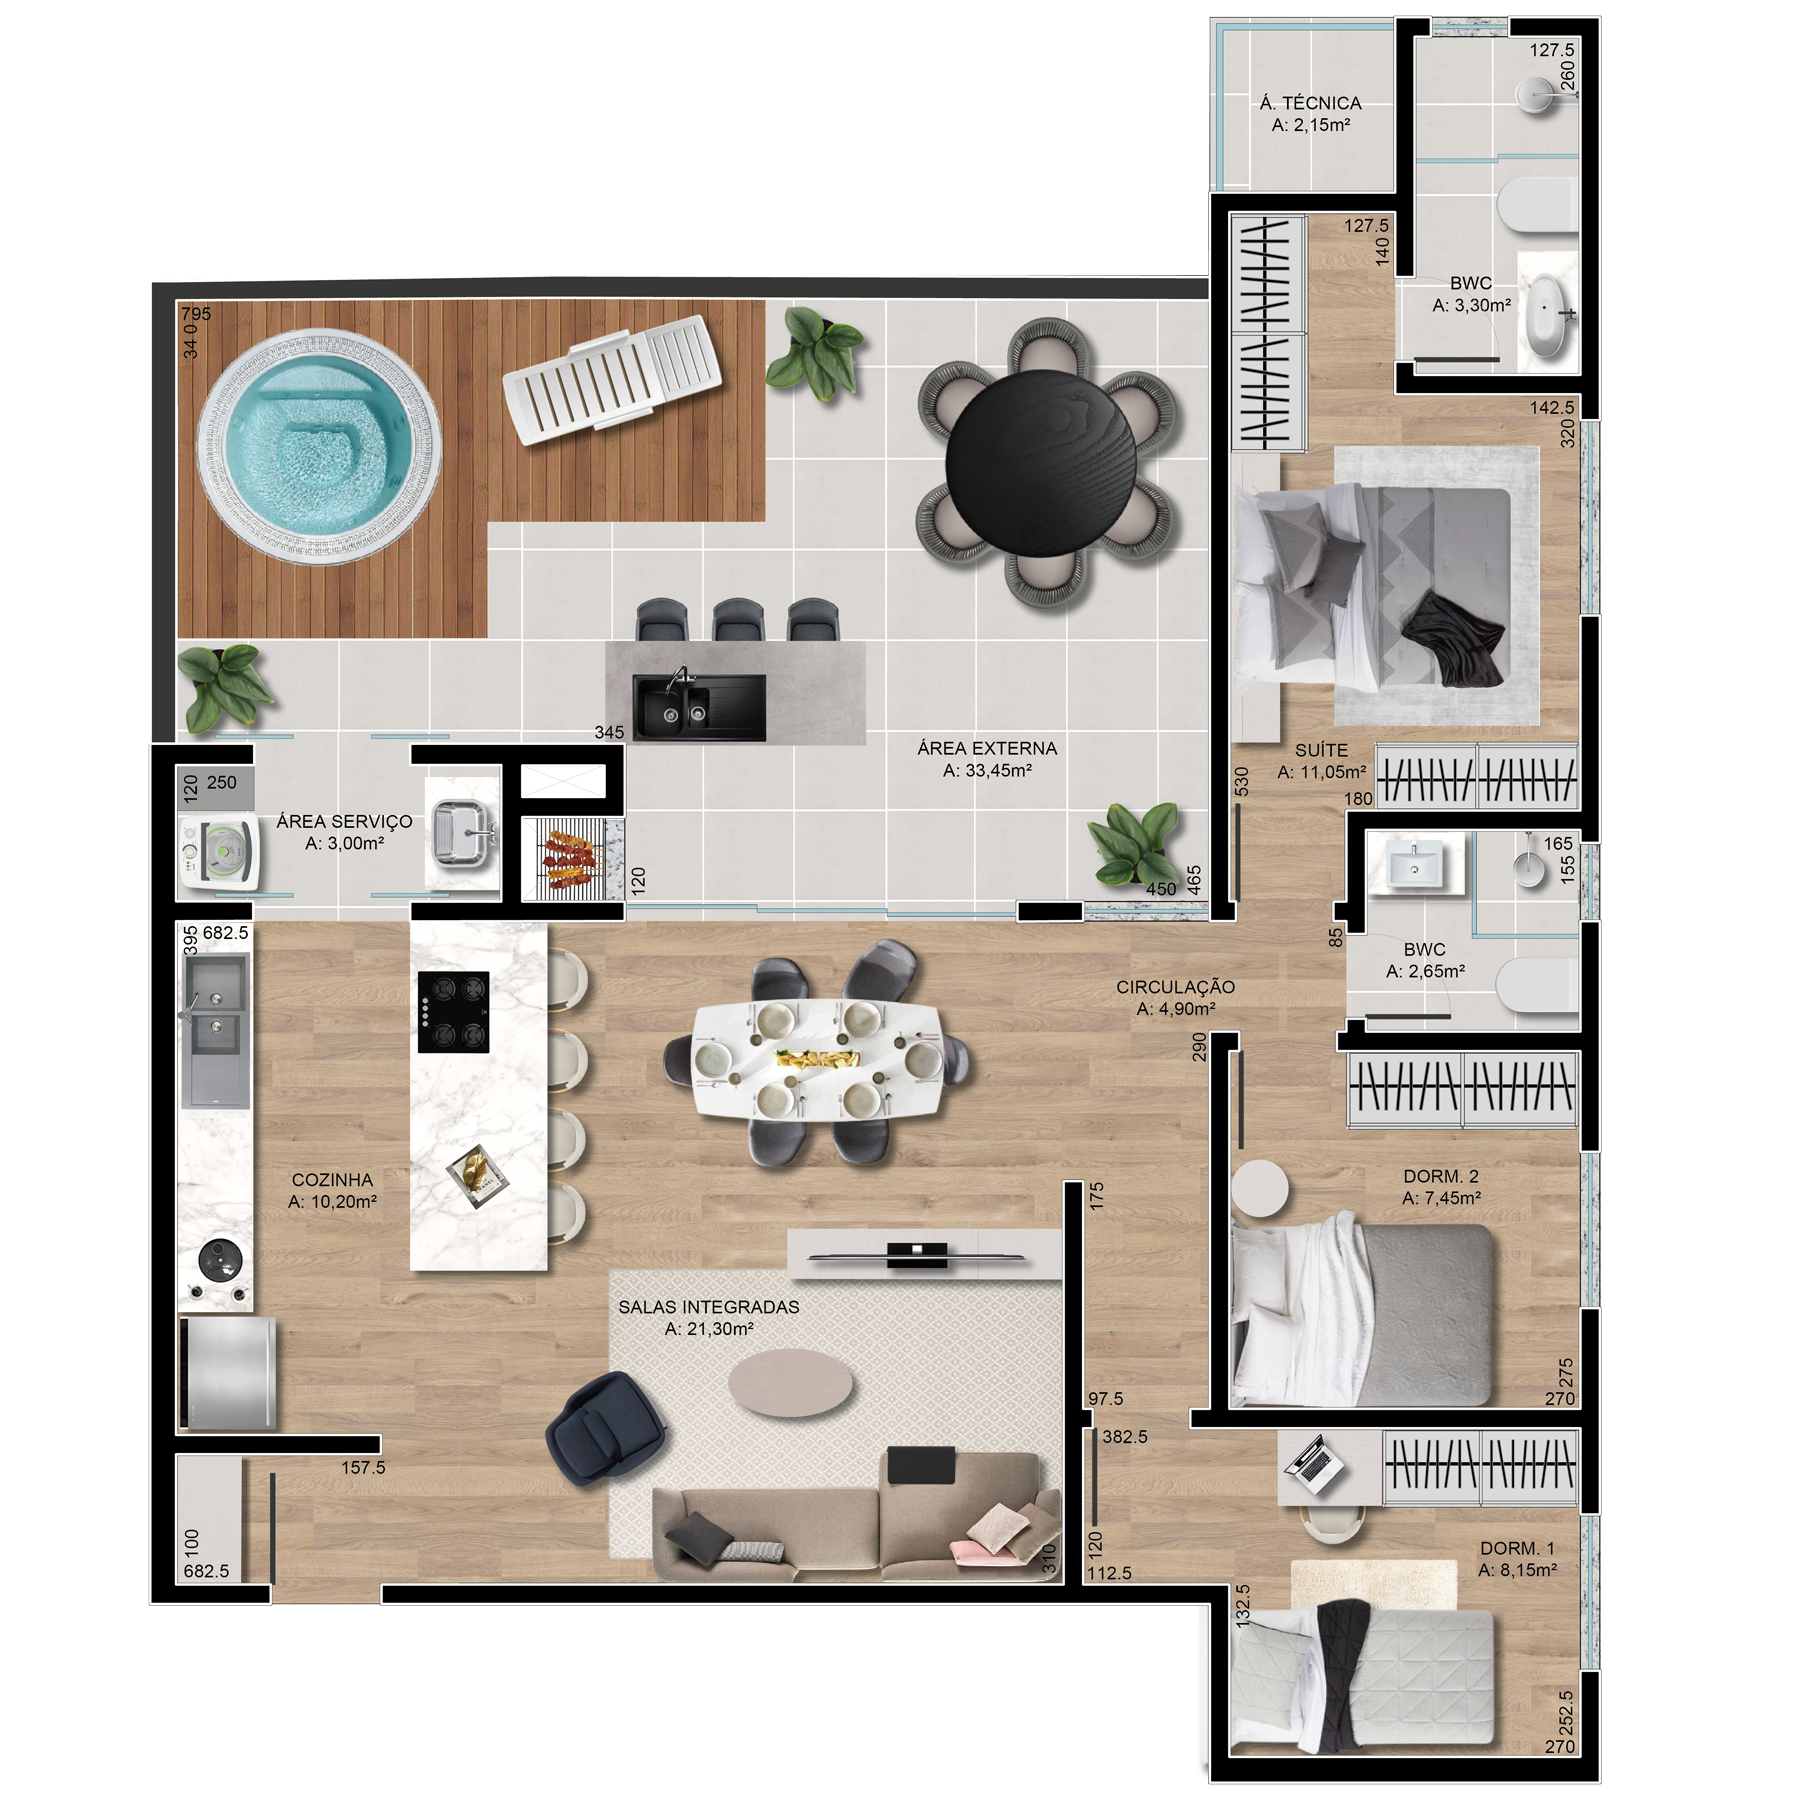 127.5
260
Á. TÉCNICA
A: 2,15m²
127.5
140
BWC
A: 3,30m²
795
34 0
142.5
320
345
ÁREA EXTERNA
A: 33,45m²
SUÍTE
A: 11,05m²
530
180
120
250
ÁREA SERVIÇO
A: 3,00m²
120
450
465
165
155
395
682.5
85
BWC
A: 2,65m²
CIRCULAÇÃO
A: 4,90m²
290
COZINHA
A: 10,20m²
175
DORM. 2
A: 7,45m²
SALAS INTEGRADAS
A: 21,30m²
275
270
97.5
382.5
157.5
100
682.5
310
120
112.5
DORM. 1
A: 8,15m²
132.5
252.5
270